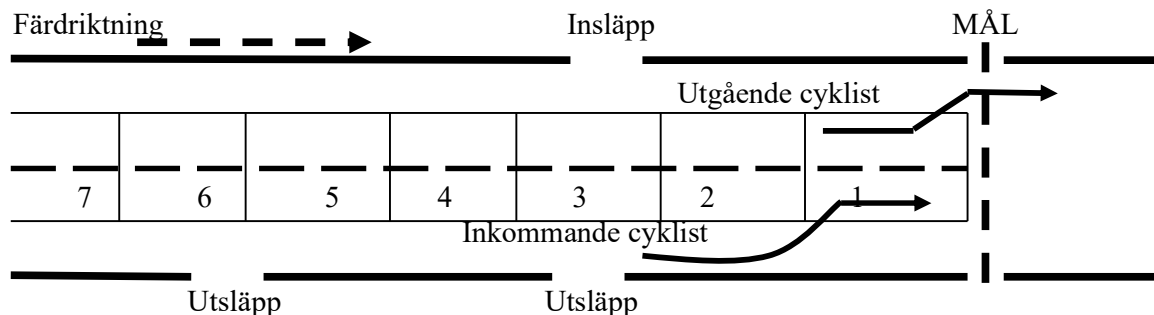 Färdriktning Insläpp MÅL
Utgående cyklist
7 6 5 4 3 2 1
Inkommande cyklist
Utsläpp Utsläpp